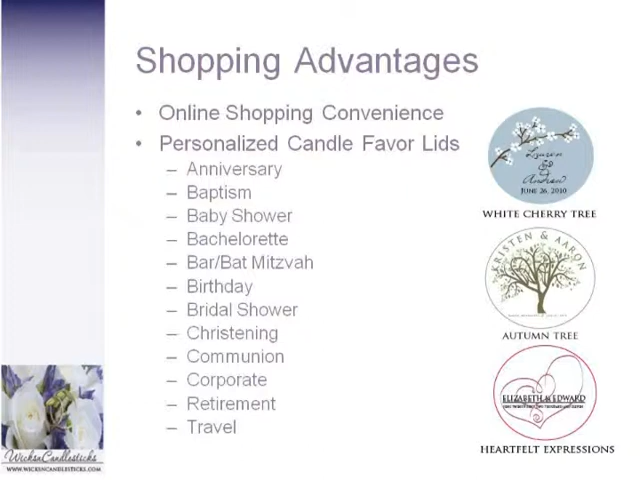 Shopping Advantages
• Online Shopping Convenience
• Personalized Candle Favor Lids
– Anniversary
– Baptism
– Baby Shower
– Bachelorette
– Bar/Bat Mitzvah
– Birthday
– Bridal Shower
– Christening
– Communion
– Corporate
– Retirement
– Travel
Lauren
&
Andrew
JUNE 26, 2010
WHITE CHERRY TREE
KRISTEN & AARON
AUTUMN TREE
ELIZABETH & EDWARD
HEARTFELT EXPRESSIONS
WicksnCandlesticks
WWW.WICKSNCANDLESTICKS.COM